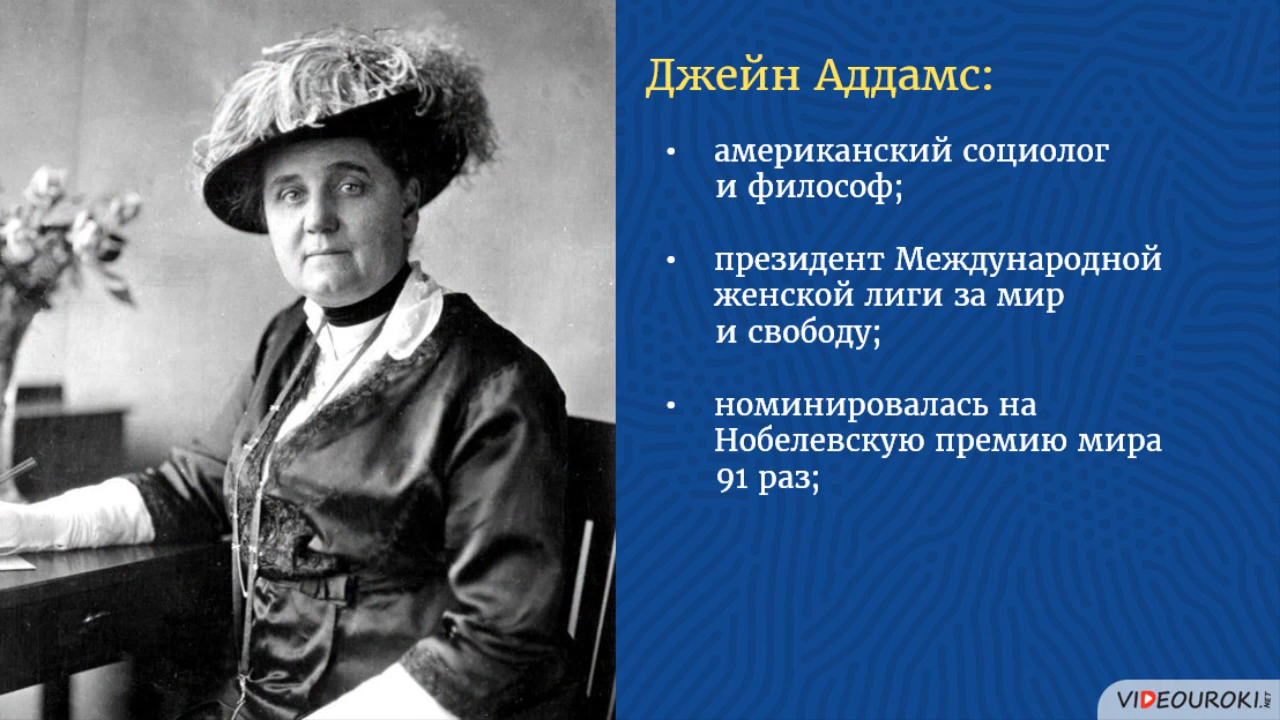 Джейн Аддамс:
• американский социолог
и философ;
• президент Международной
женской лиги за мир
и свободу;
• номинировалась на
Нобелевскую премию мира
91 раз;
VIDEOUROKI.NET